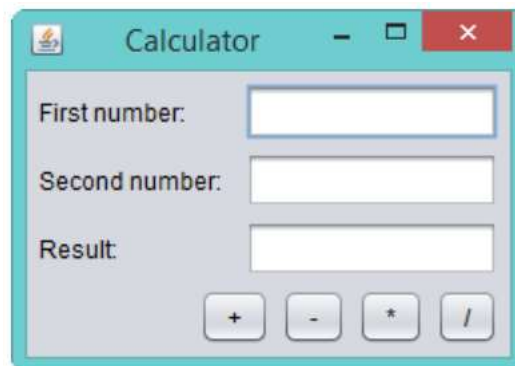 Calculator
First number:
Second number:
Result:
+ - * /